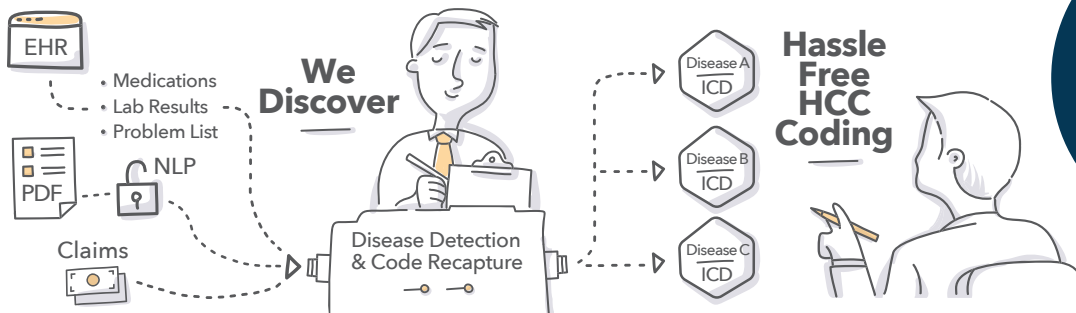 EHR
• Medications
• Lab Results
• Problem List
PDF
NLP
Claims
We
Discover
Disease Detection
& Code Recapture
Disease A
ICD
Disease B
ICD
Disease C
ICD
Hassle
Free
HCC
Coding